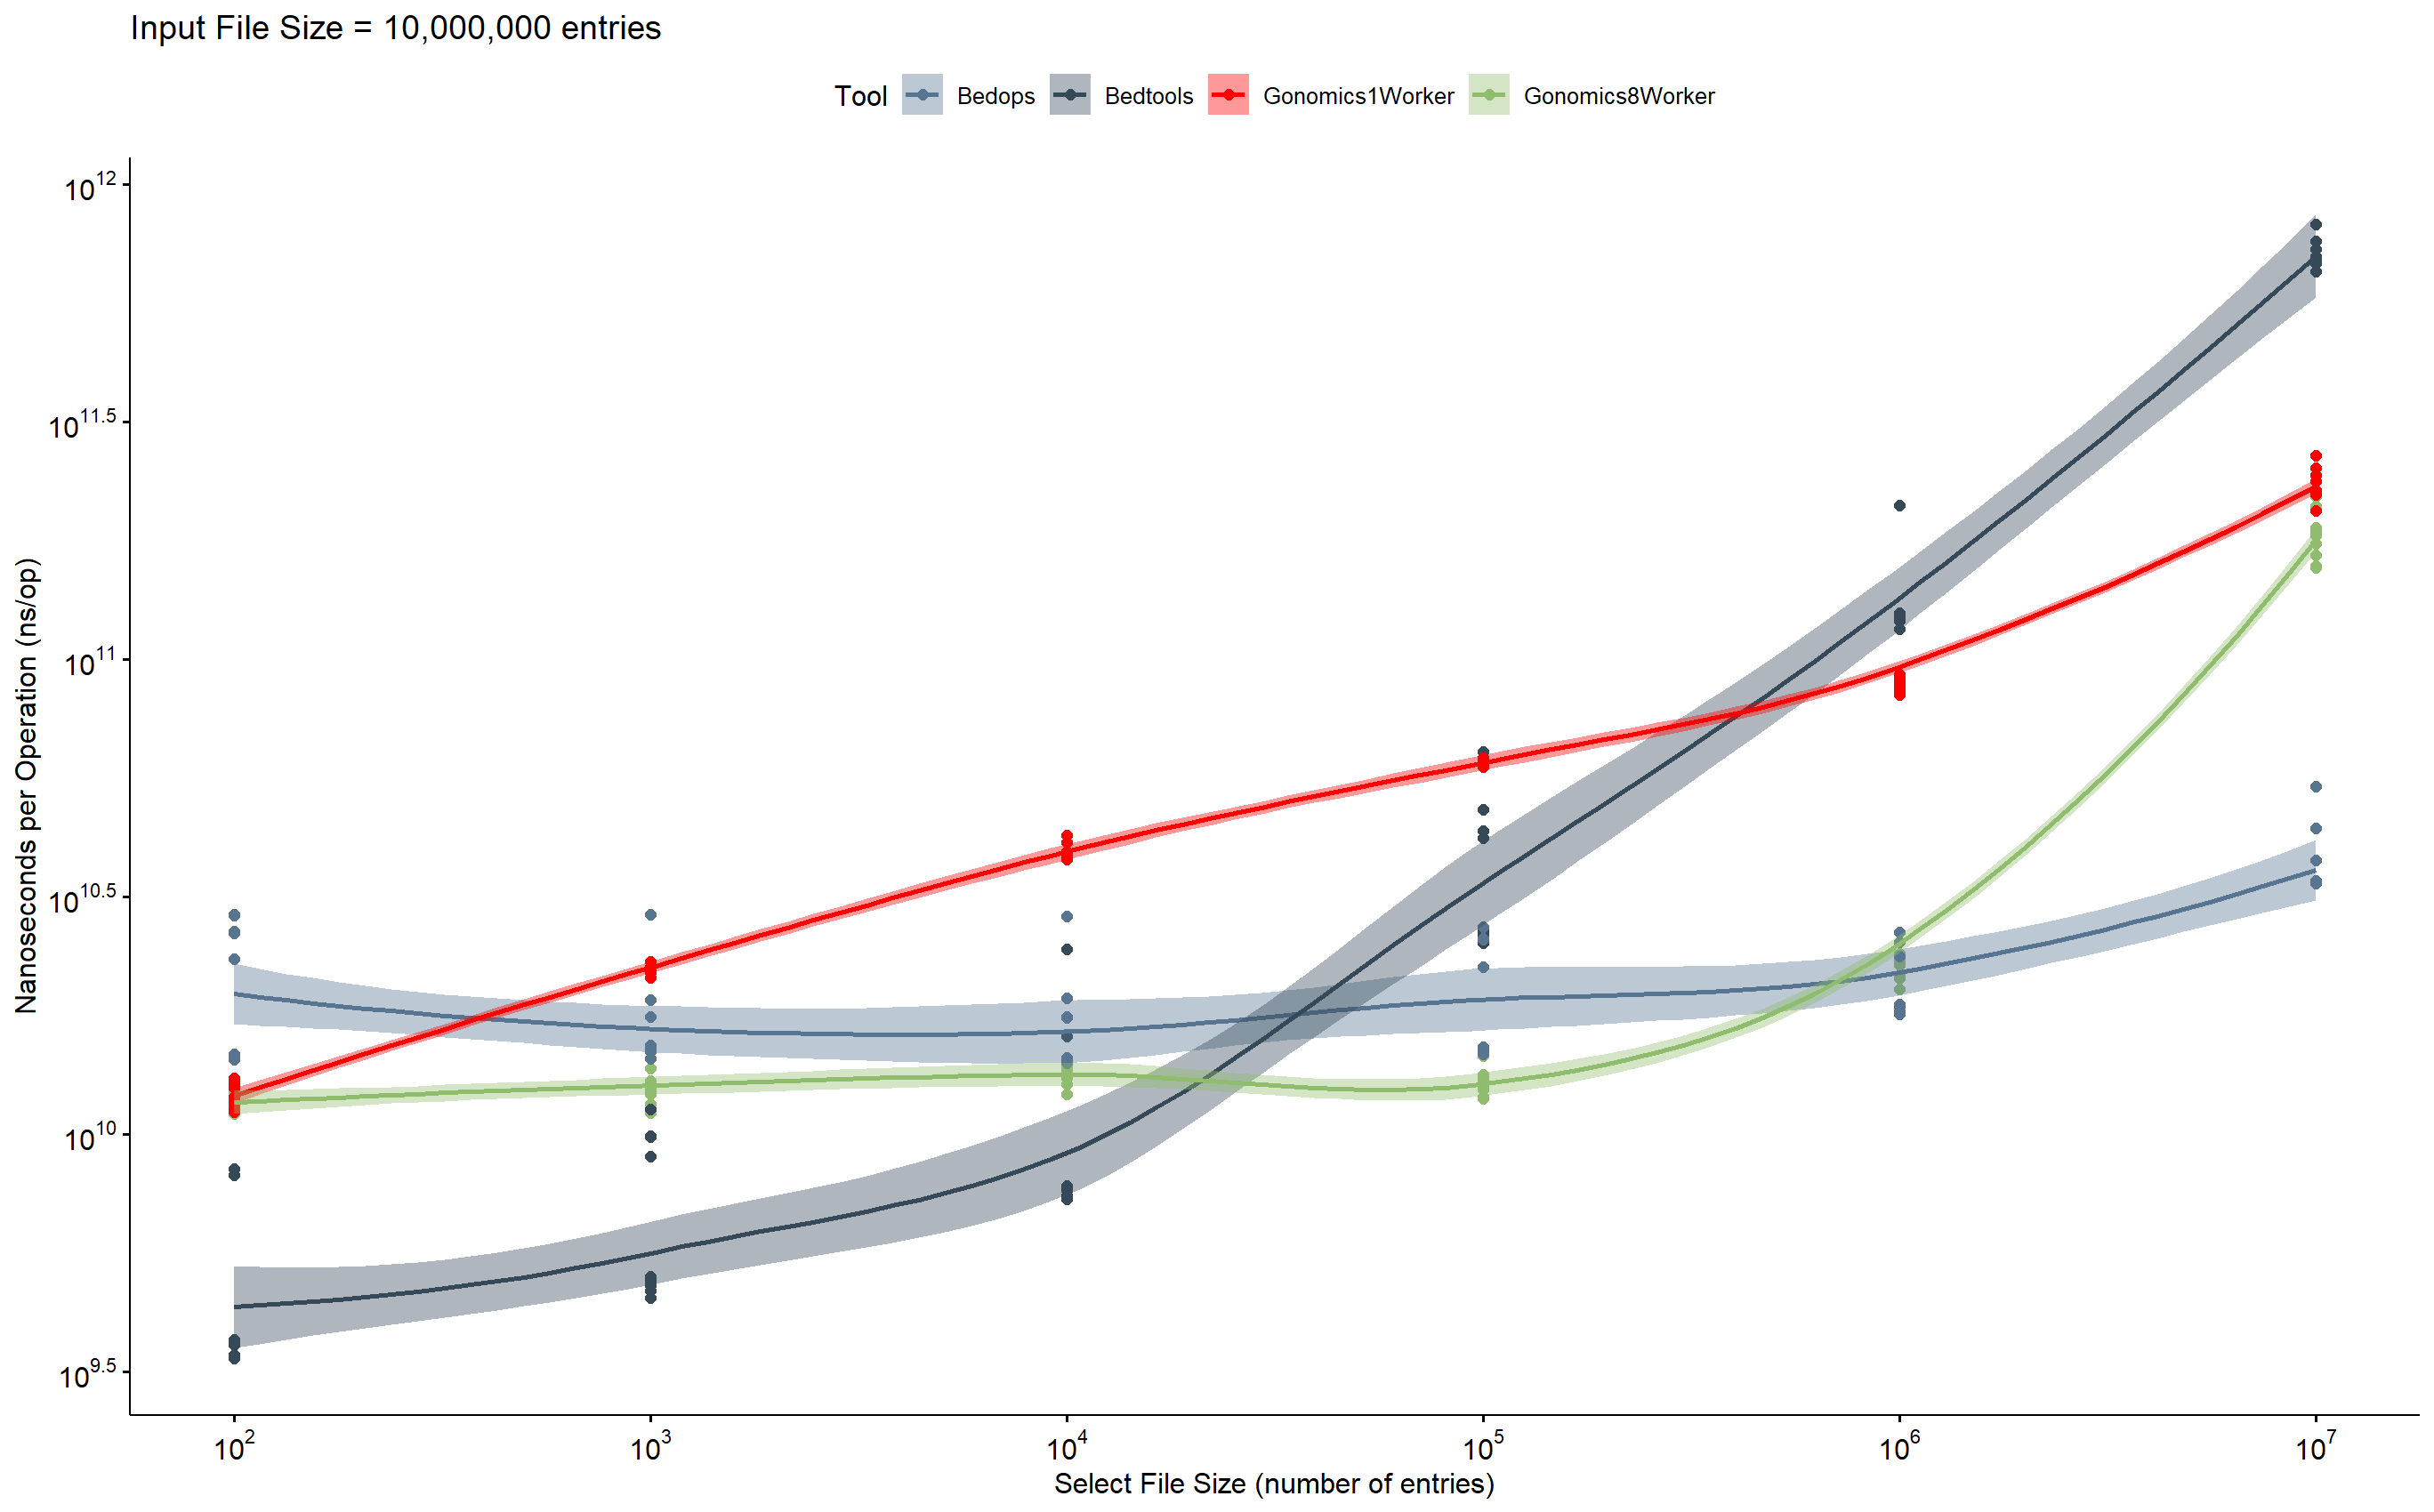 Input File Size = 10,000,000 entries
Tool Bedops Bedtools Gonomics1Worker Gonomics8Worker
Nanoseconds per Operation (ns/op)
10^12
10^11.5
10^11
10^10.5
10^10
10^9.5
10^2 10^3 10^4 10^5 10^6 10^7
Select File Size (number of entries)